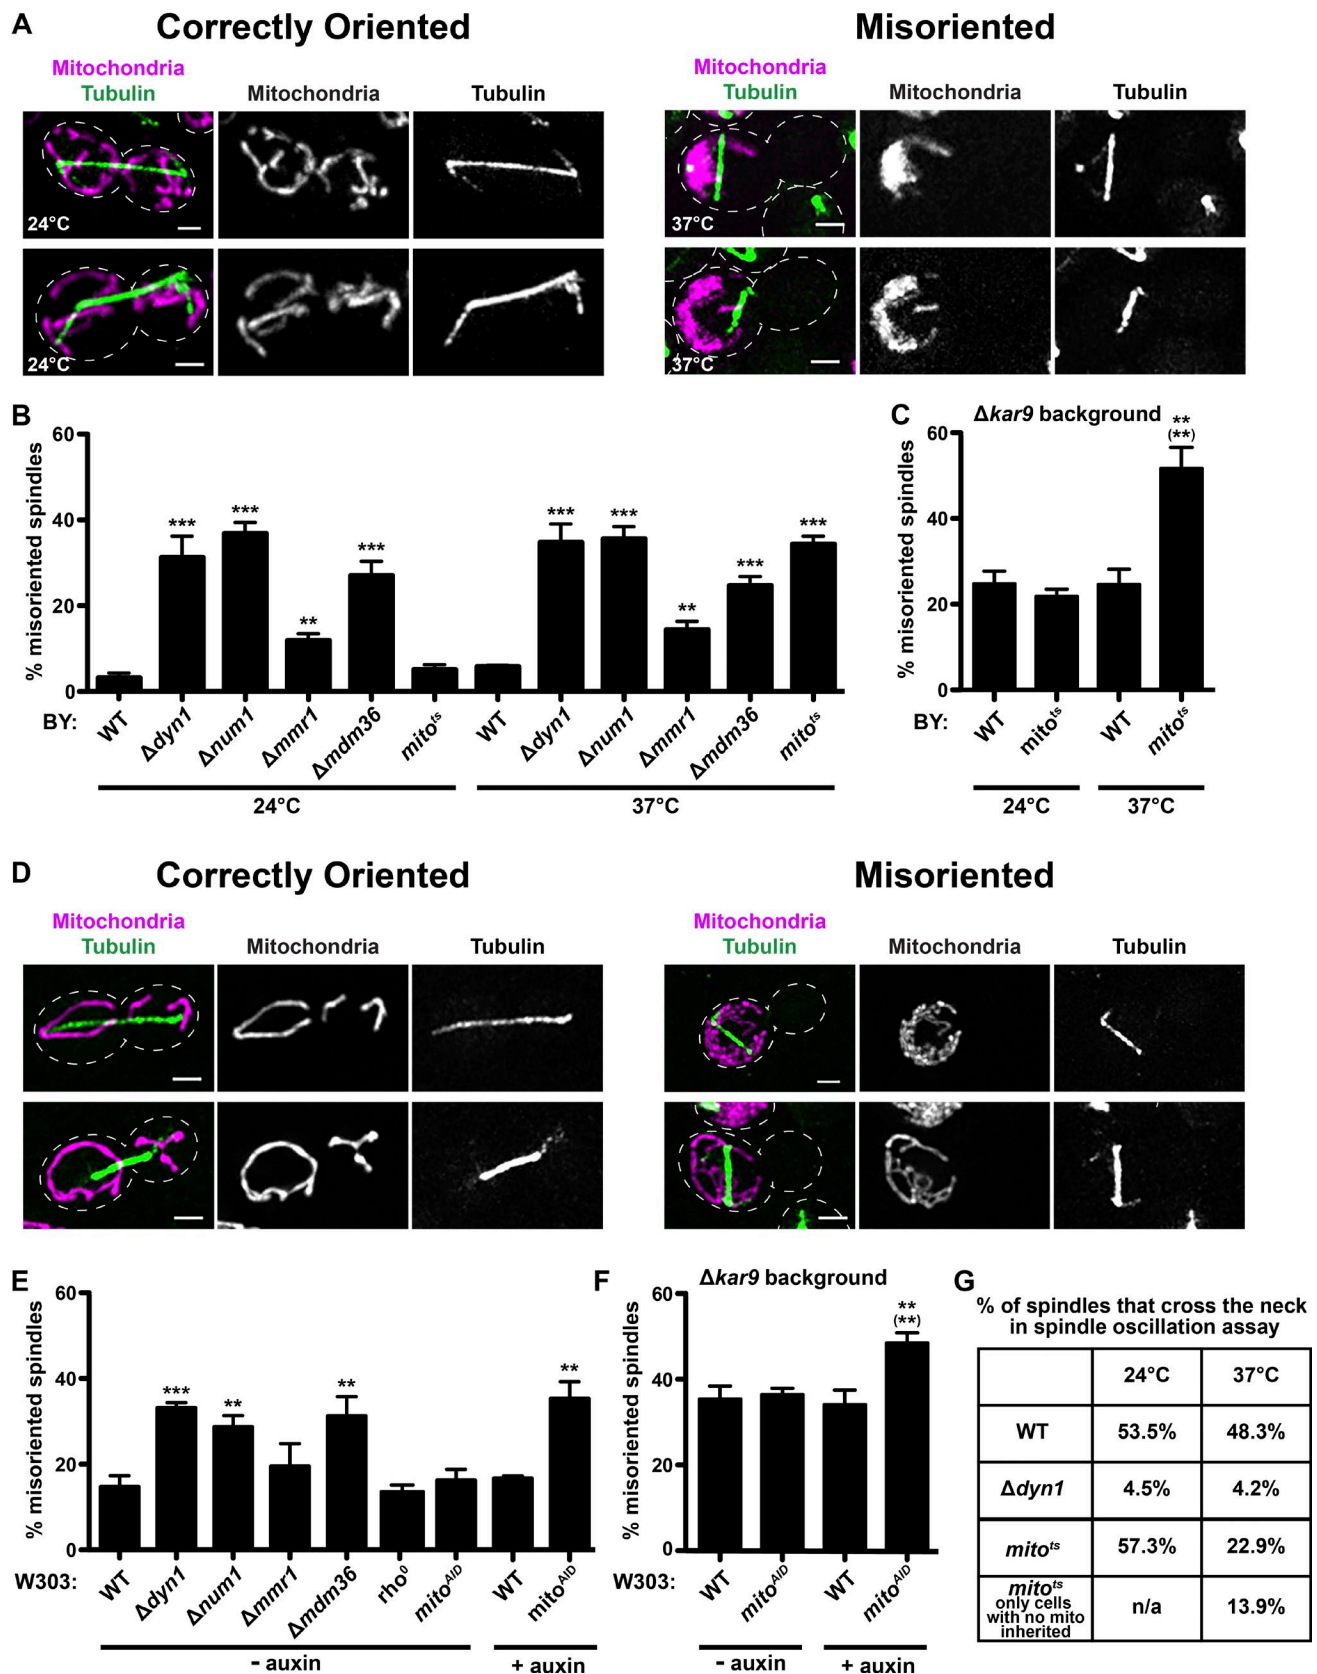 A
Correctly Oriented
Misoriented
Mitochondria
Tubulin
Mitochondria
Tubulin
Mitochondria
Tubulin
Mitochondria
Tubulin
24°C
37°C
24°C
37°C
B
60
40
20
0
% misoriented spindles
***
***
**
***
***
***
**
***
***
BY:
WT
Δdyn1
Δnum1
Δmmr1
Δmdm36
mitoᵗˢ
WT
Δdyn1
Δnum1
Δmmr1
Δmdm36
mitoᵗˢ
24°C
37°C
C
Δkar9 background
60
40
20
0
% misoriented spindles
**
(**)
BY:
WT
mitoᵗˢ
WT
mitoᵗˢ
24°C
37°C
D
Correctly Oriented
Misoriented
Mitochondria
Tubulin
Mitochondria
Tubulin
Mitochondria
Tubulin
Mitochondria
Tubulin
E
60
40
20
0
% misoriented spindles
***
**
**
**
W303:
WT
Δdyn1
Δnum1
Δmmr1
Δmdm36
rho⁰
mitoᴬᴵᴰ
WT
mitoᴬᴵᴰ
- auxin
+ auxin
F
Δkar9 background
60
40
20
0
% misoriented spindles
**
(**)
W303:
WT
mitoᴬᴵᴰ
WT
mitoᴬᴵᴰ
- auxin
+ auxin
G
% of spindles that cross the neck
in spindle oscillation assay
24°C 37°C
WT 53.5% 48.3%
Δdyn1 4.5% 4.2%
mitoᵗˢ 57.3% 22.9%
mitoᵗˢ
only cells
with no mito
inherited
n/a 13.9%